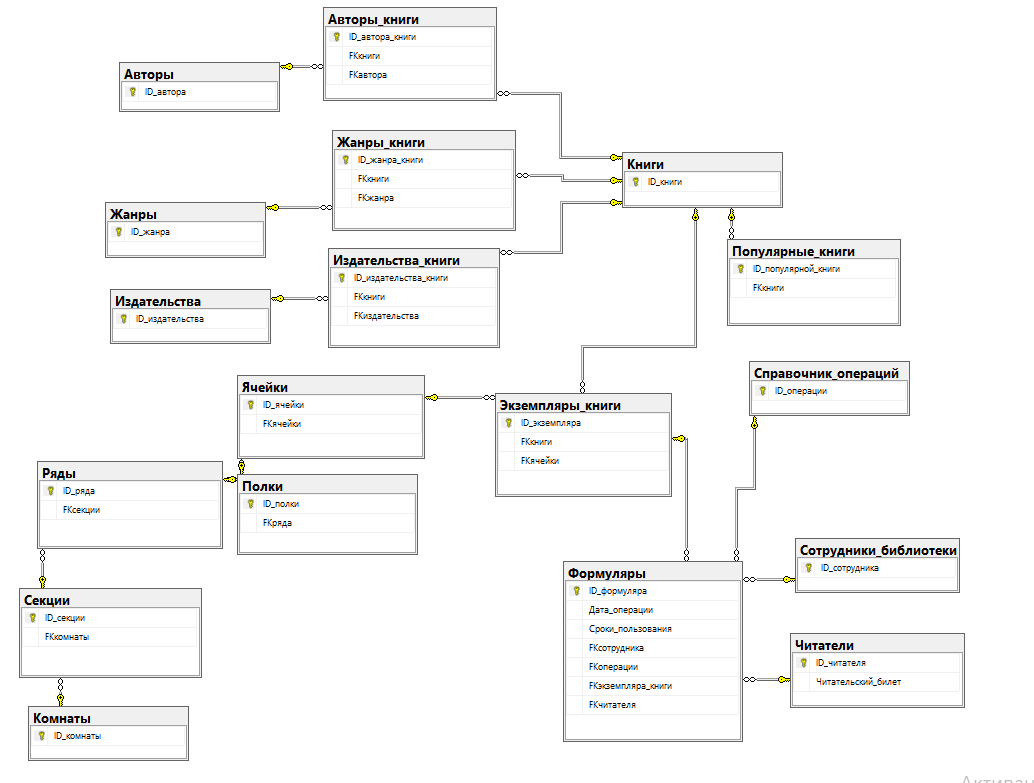 Авторы_книги
ID_автора_книги
FKкниги
FKавтора
Авторы
ID_автора
Жанры_книги
ID_жанра_книги
FKкниги
FKжанра
Книги
ID_книги
Жанры
ID_жанра
Популярные_книги
ID_популярной_книги
FKкниги
Издательства_книги
ID_издательства_книги
FKкниги
FKиздательства
Издательства
ID_издательства
Справочник_операций
ID_операции
Ячейки
ID_ячейки
FKячейки
Экземпляры_книги
ID_экземпляра
FKкниги
FKячейки
Ряды
ID_ряда
FKсекции
Полки
ID_полки
FKряда
Сотрудники_библиотеки
ID_сотрудника
Формуляры
ID_формуляра
Дата_операции
Сроки_пользования
FKсотрудника
FKоперации
FKэкземпляра_книги
FKчитателя
Секции
ID_секции
FKкомнаты
Читатели
ID_читателя
Читательский_билет
Комнаты
ID_комнаты